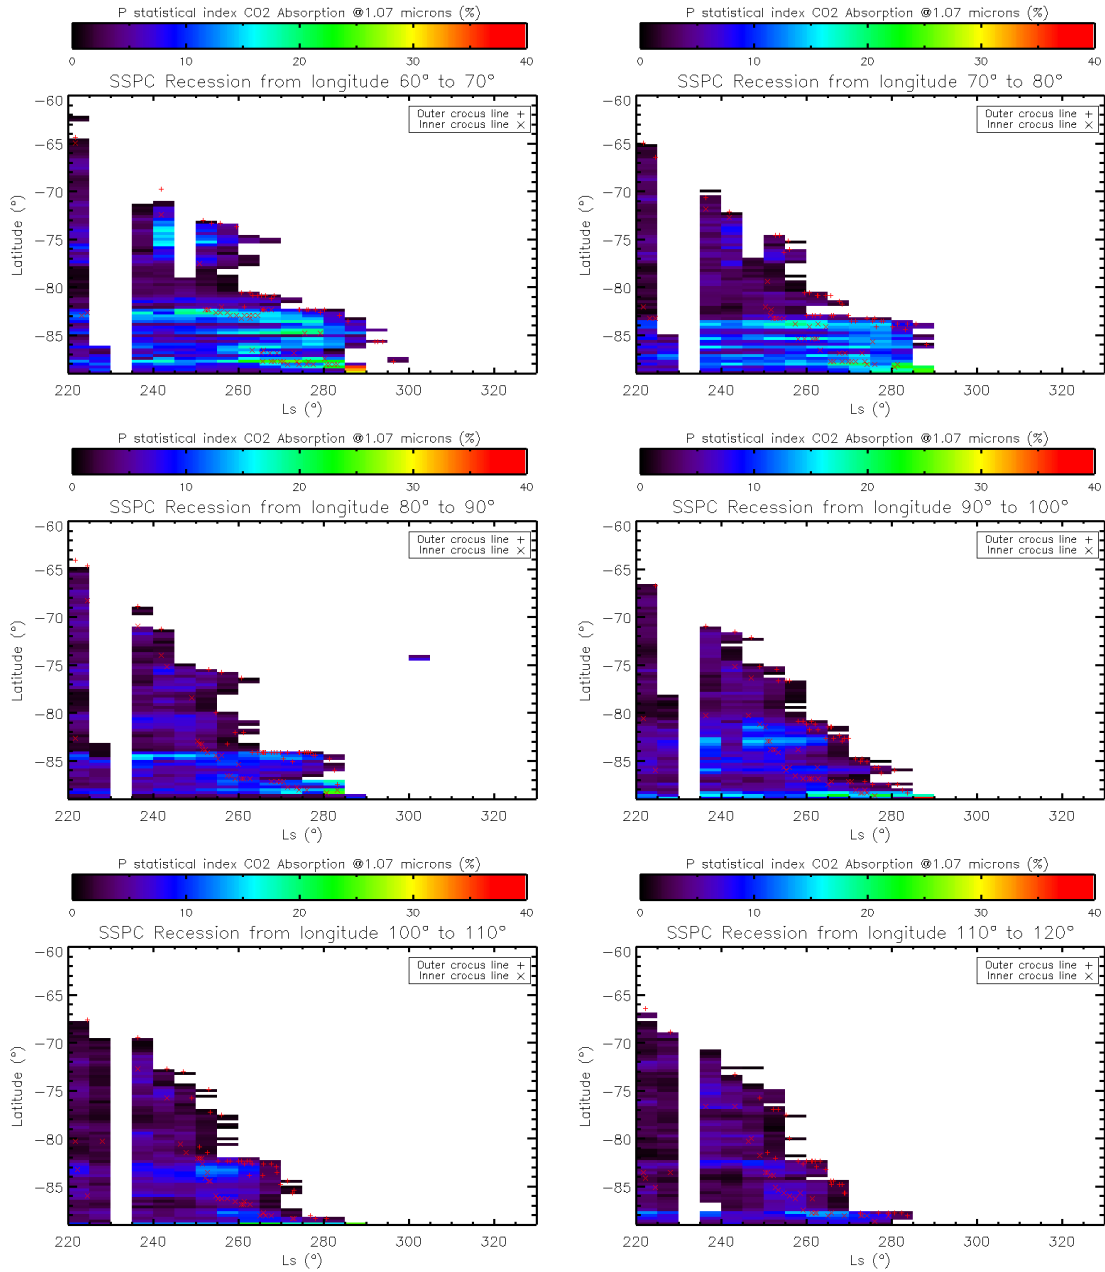 P statistical index CO2 Absorption @1.07 microns (%)
0 10 20 30 40
SSPC Recession from longitude 60° to 70°
Outer crocus line +
Inner crocus line ×
-60
-65
-70
-75
-80
-85
Latitude (°)
220 240 260 280 300 320
Ls (°)
P statistical index CO2 Absorption @1.07 microns (%)
0 10 20 30 40
SSPC Recession from longitude 70° to 80°
Outer crocus line +
Inner crocus line ×
-60
-65
-70
-75
-80
-85
Latitude (°)
220 240 260 280 300 320
Ls (°)
P statistical index CO2 Absorption @1.07 microns (%)
0 10 20 30 40
SSPC Recession from longitude 80° to 90°
Outer crocus line +
Inner crocus line ×
-60
-65
-70
-75
-80
-85
Latitude (°)
220 240 260 280 300 320
Ls (°)
P statistical index CO2 Absorption @1.07 microns (%)
0 10 20 30 40
SSPC Recession from longitude 90° to 100°
Outer crocus line +
Inner crocus line ×
-60
-65
-70
-75
-80
-85
Latitude (°)
220 240 260 280 300 320
Ls (°)
P statistical index CO2 Absorption @1.07 microns (%)
0 10 20 30 40
SSPC Recession from longitude 100° to 110°
Outer crocus line +
Inner crocus line ×
-60
-65
-70
-75
-80
-85
Latitude (°)
220 240 260 280 300 320
Ls (°)
P statistical index CO2 Absorption @1.07 microns (%)
0 10 20 30 40
SSPC Recession from longitude 110° to 120°
Outer crocus line +
Inner crocus line ×
-60
-65
-70
-75
-80
-85
Latitude (°)
220 240 260 280 300 320
Ls (°)